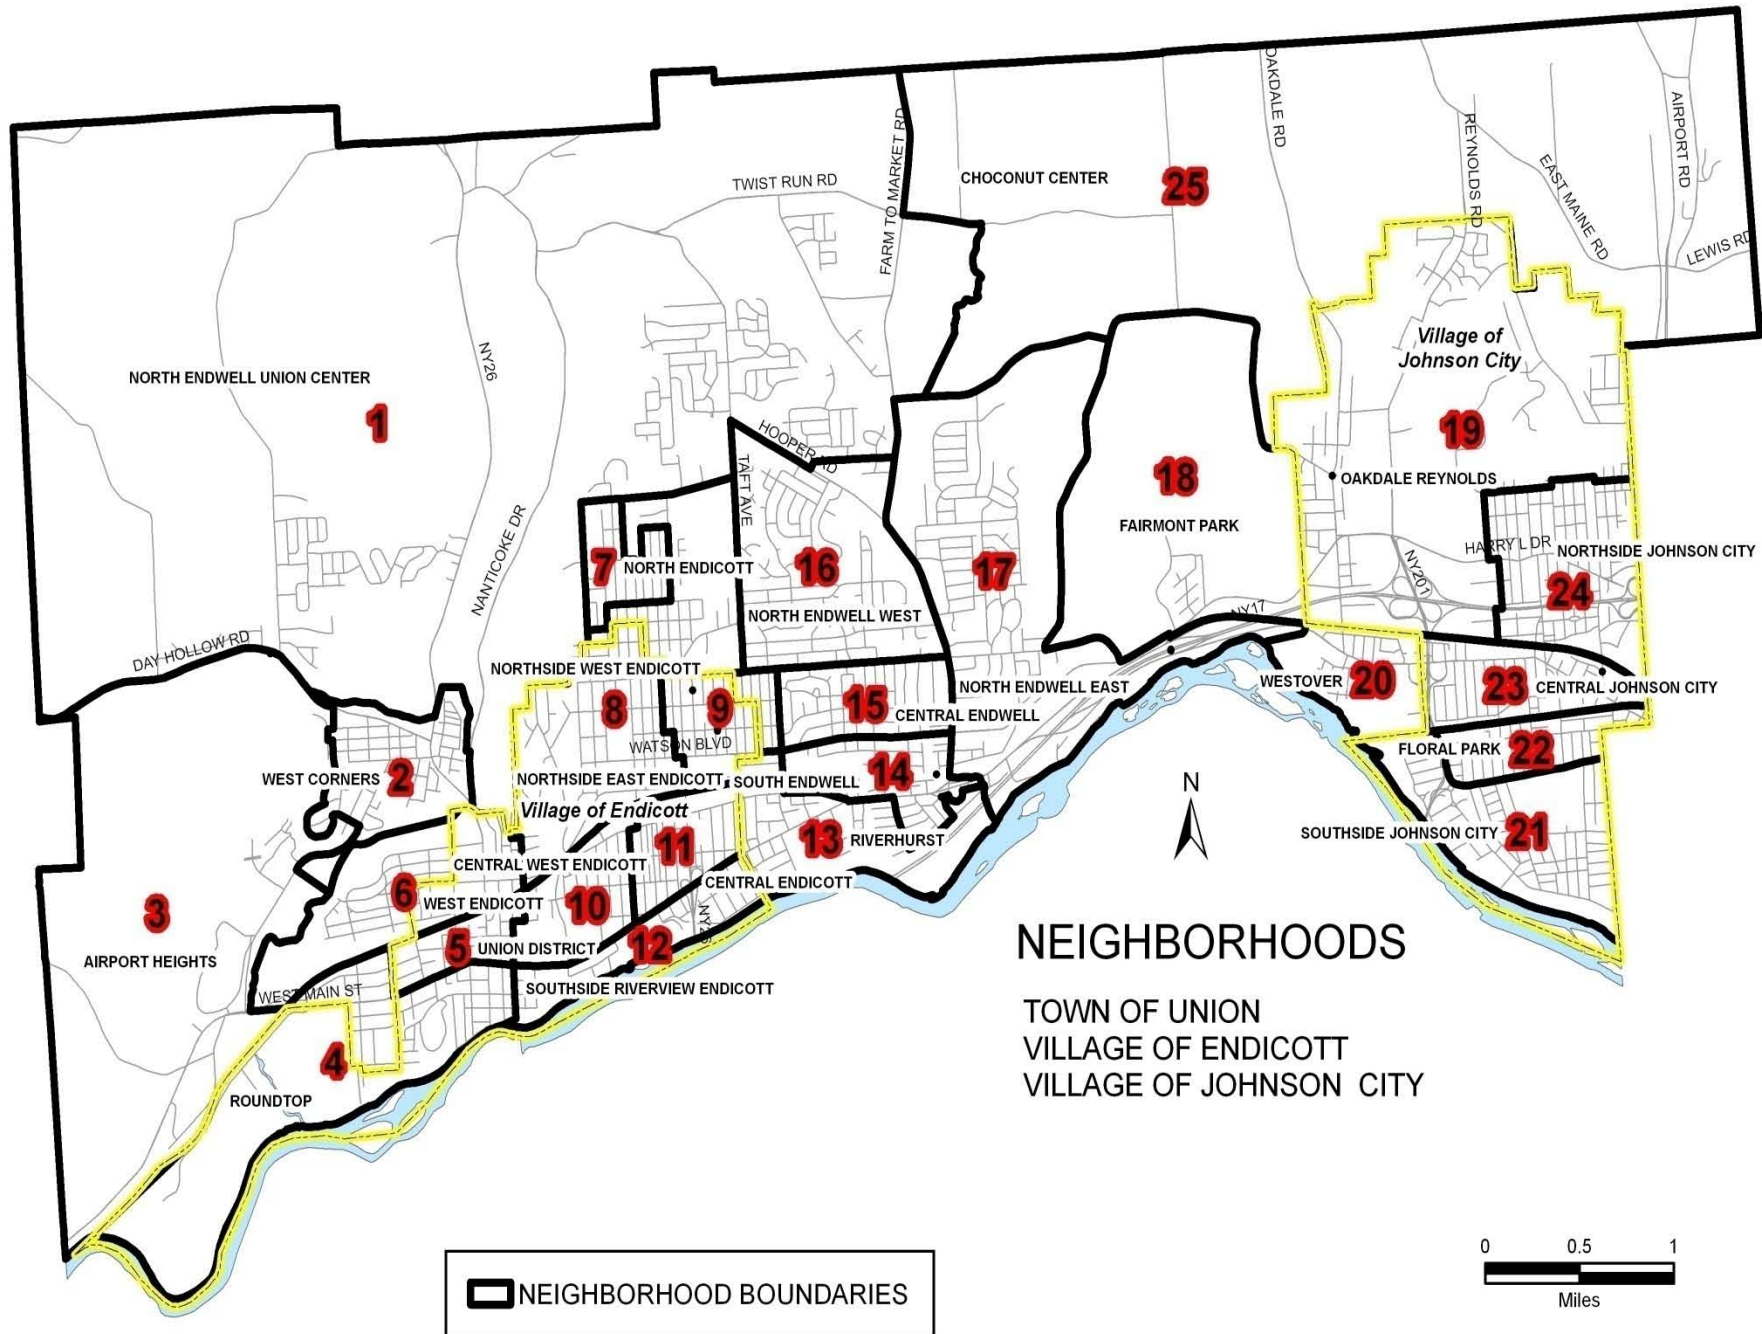 OAKDALE RD
REYNOLDS RD
AIRPORT RD
EAST MAINE RD
LEWIS RD
FARM TO MARKET RD
TWIST RUN RD
CHOCONUT CENTER
25
NY26
NORTH ENDWELL UNION CENTER
1
Village of
Johnson City
19
HOOPER RD
TAFT AVE
18
OAKDALE REYNOLDS
FAIRMONT PARK
NANTICOKE DR
7
NORTH ENDICOTT
16
17
NORTH ENDWELL WEST
HARRY L DR
NORTHSIDE JOHNSON CITY
NY201
24
NY17
DAY HOLLOW RD
NORTHSIDE WEST ENDICOTT
8
9
15
NORTH ENDWELL EAST
CENTRAL ENDWELL
WESTOVER
20
23
CENTRAL JOHNSON CITY
WATSON BLVD
WEST CORNERS
2
NORTHSIDE EAST ENDICOTT
SOUTH ENDWELL
14
FLORAL PARK
22
Village of Endicott
N
11
13
RIVERHURST
SOUTHSIDE JOHNSON CITY
21
CENTRAL WEST ENDICOTT
CENTRAL ENDICOTT
6
WEST ENDICOTT
10
3
NY26
AIRPORT HEIGHTS
5
UNION DISTRICT
12
SOUTHSIDE RIVERVIEW ENDICOTT
WEST MAIN ST
4
ROUNDTOP
NEIGHBORHOODS
TOWN OF UNION
VILLAGE OF ENDICOTT
VILLAGE OF JOHNSON CITY
NEIGHBORHOOD BOUNDARIES
0 0.5 1
Miles